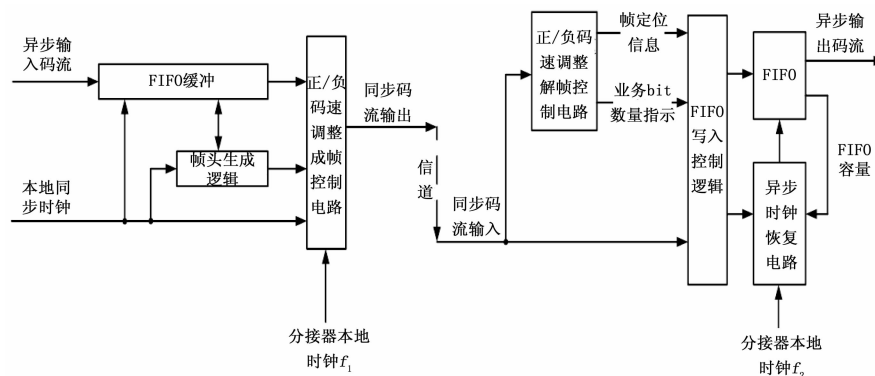 异步输
入码流
FIFO缓冲
帧头生成
逻辑
本地同
步时钟
正/负
码速
调整
成帧
控制
电路
同步码
流输出
分接器本地
时钟f₁
信
道
同步码
流输入
正/负码
速调整
解帧控
制电路
帧定位
信息
业务bit
数量指示
FIFO
写入
控制
逻辑
FIFO
异步输
出码流
FIFO
容量
异步
时钟
恢复
电路
分接器本地
时钟f₂